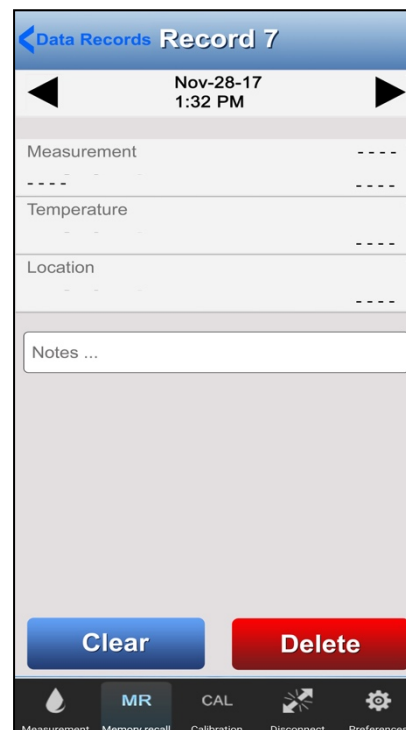 Data Records Record 7
Nov-28-17
1:32 PM
Measurement - - - -
- - - - - - - -
Temperature
- - - -
Location
- - - -
Notes ...
Clear Delete
MR CAL
Measurement Memory recall Calibration Disconnect Preferences